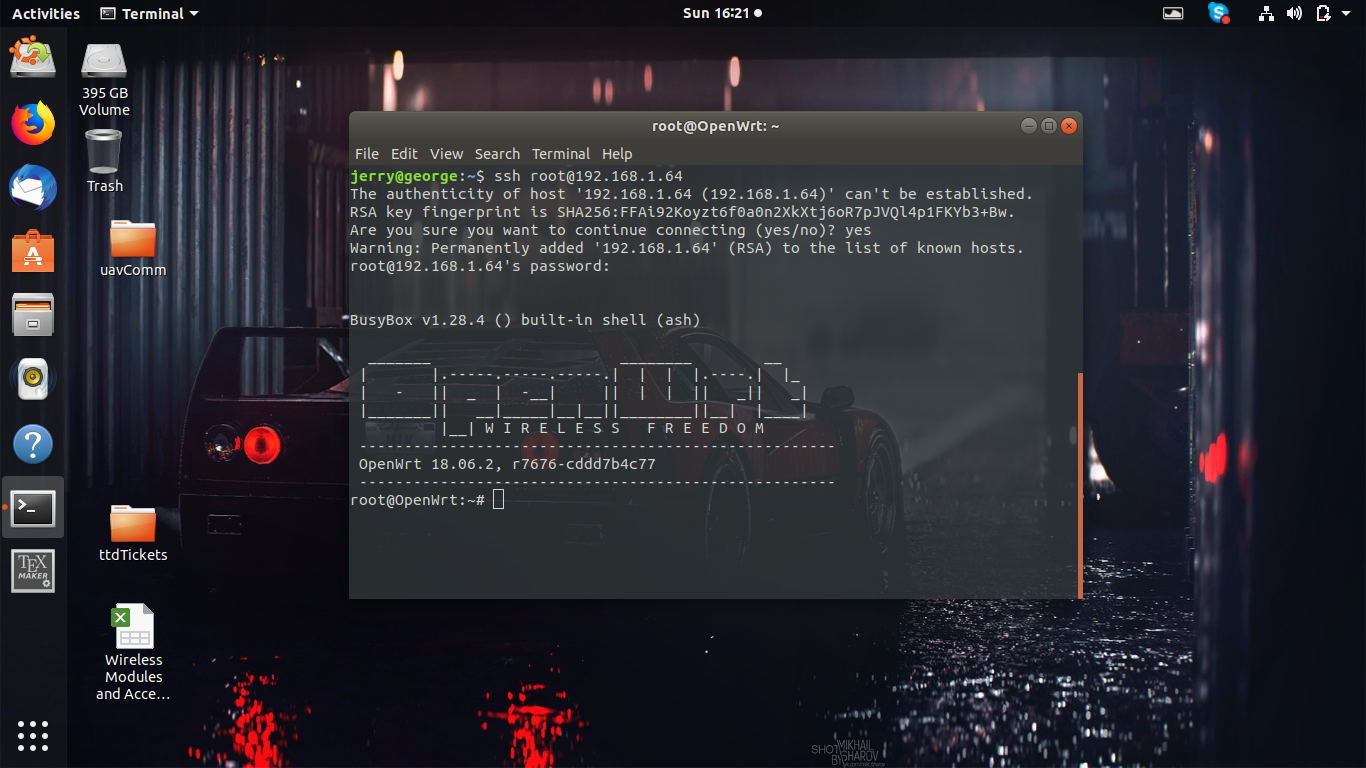 Activities
Terminal
Sun 16:21
395 GB
Volume
Trash
uavComm
ttdTickets
TEX
MAKER
Wireless
Modules
and Acce…
root@OpenWrt: ~
File Edit View Search Terminal Help
jerry@george:~$ ssh root@192.168.1.64
The authenticity of host '192.168.1.64 (192.168.1.64)' can't be established.
RSA key fingerprint is SHA256:FFAi92Koyzt6f0a0n2XkXtj6oR7pJVQl4p1FKYb3+Bw.
Are you sure you want to continue connecting (yes/no)? yes
Warning: Permanently added '192.168.1.64' (RSA) to the list of known hosts.
root@192.168.1.64's password:
BusyBox v1.28.4 () built-in shell (ash)
OpenWrt
W I R E L E S S   F R E E D O M
-----------------------------------------------------
OpenWrt 18.06.2, r7676-cddd7b4c77
-----------------------------------------------------
root@OpenWrt:~#
SHOT BY
MIKHAIL
SHAROV